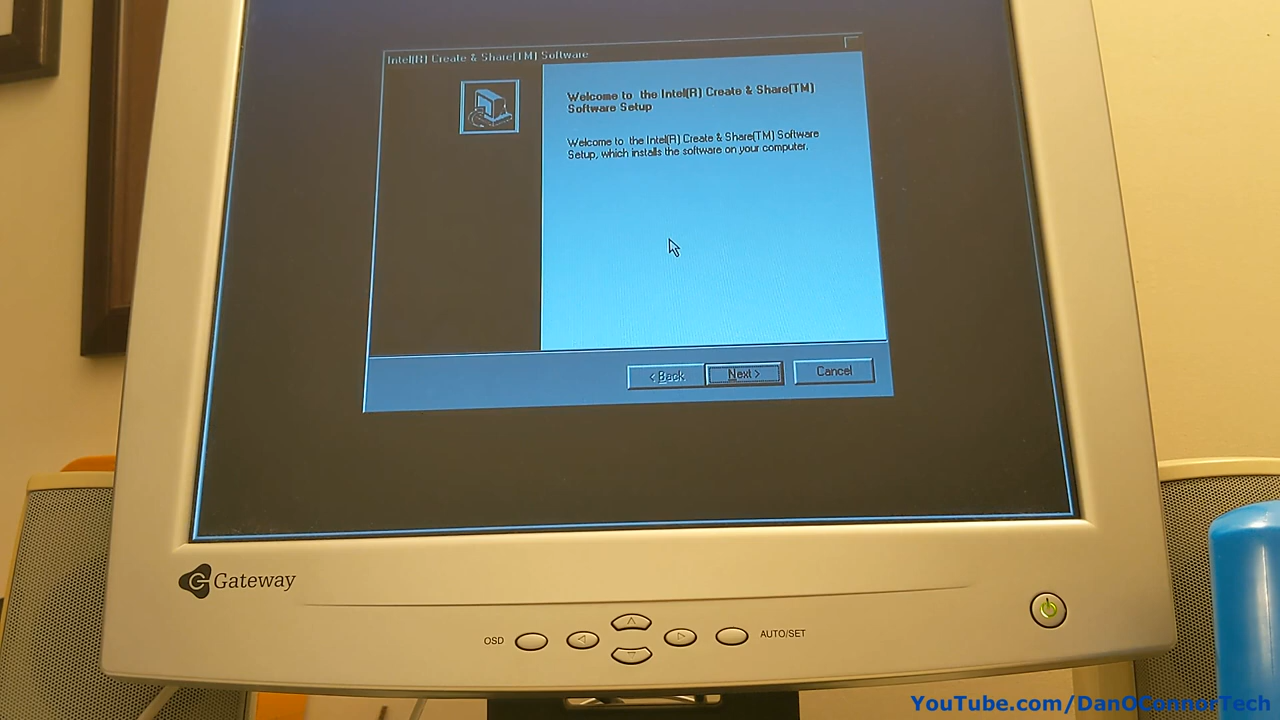 Intel(R) Create & Share(TM) Software
Welcome to the Intel(R) Create & Share(TM)
Software Setup
Welcome to the Intel(R) Create & Share(TM) Software
Setup, which installs the software on your computer.
< Back
Next >
Cancel
Gateway
OSD
AUTO/SET
YouTube.com/DanOConnorTech